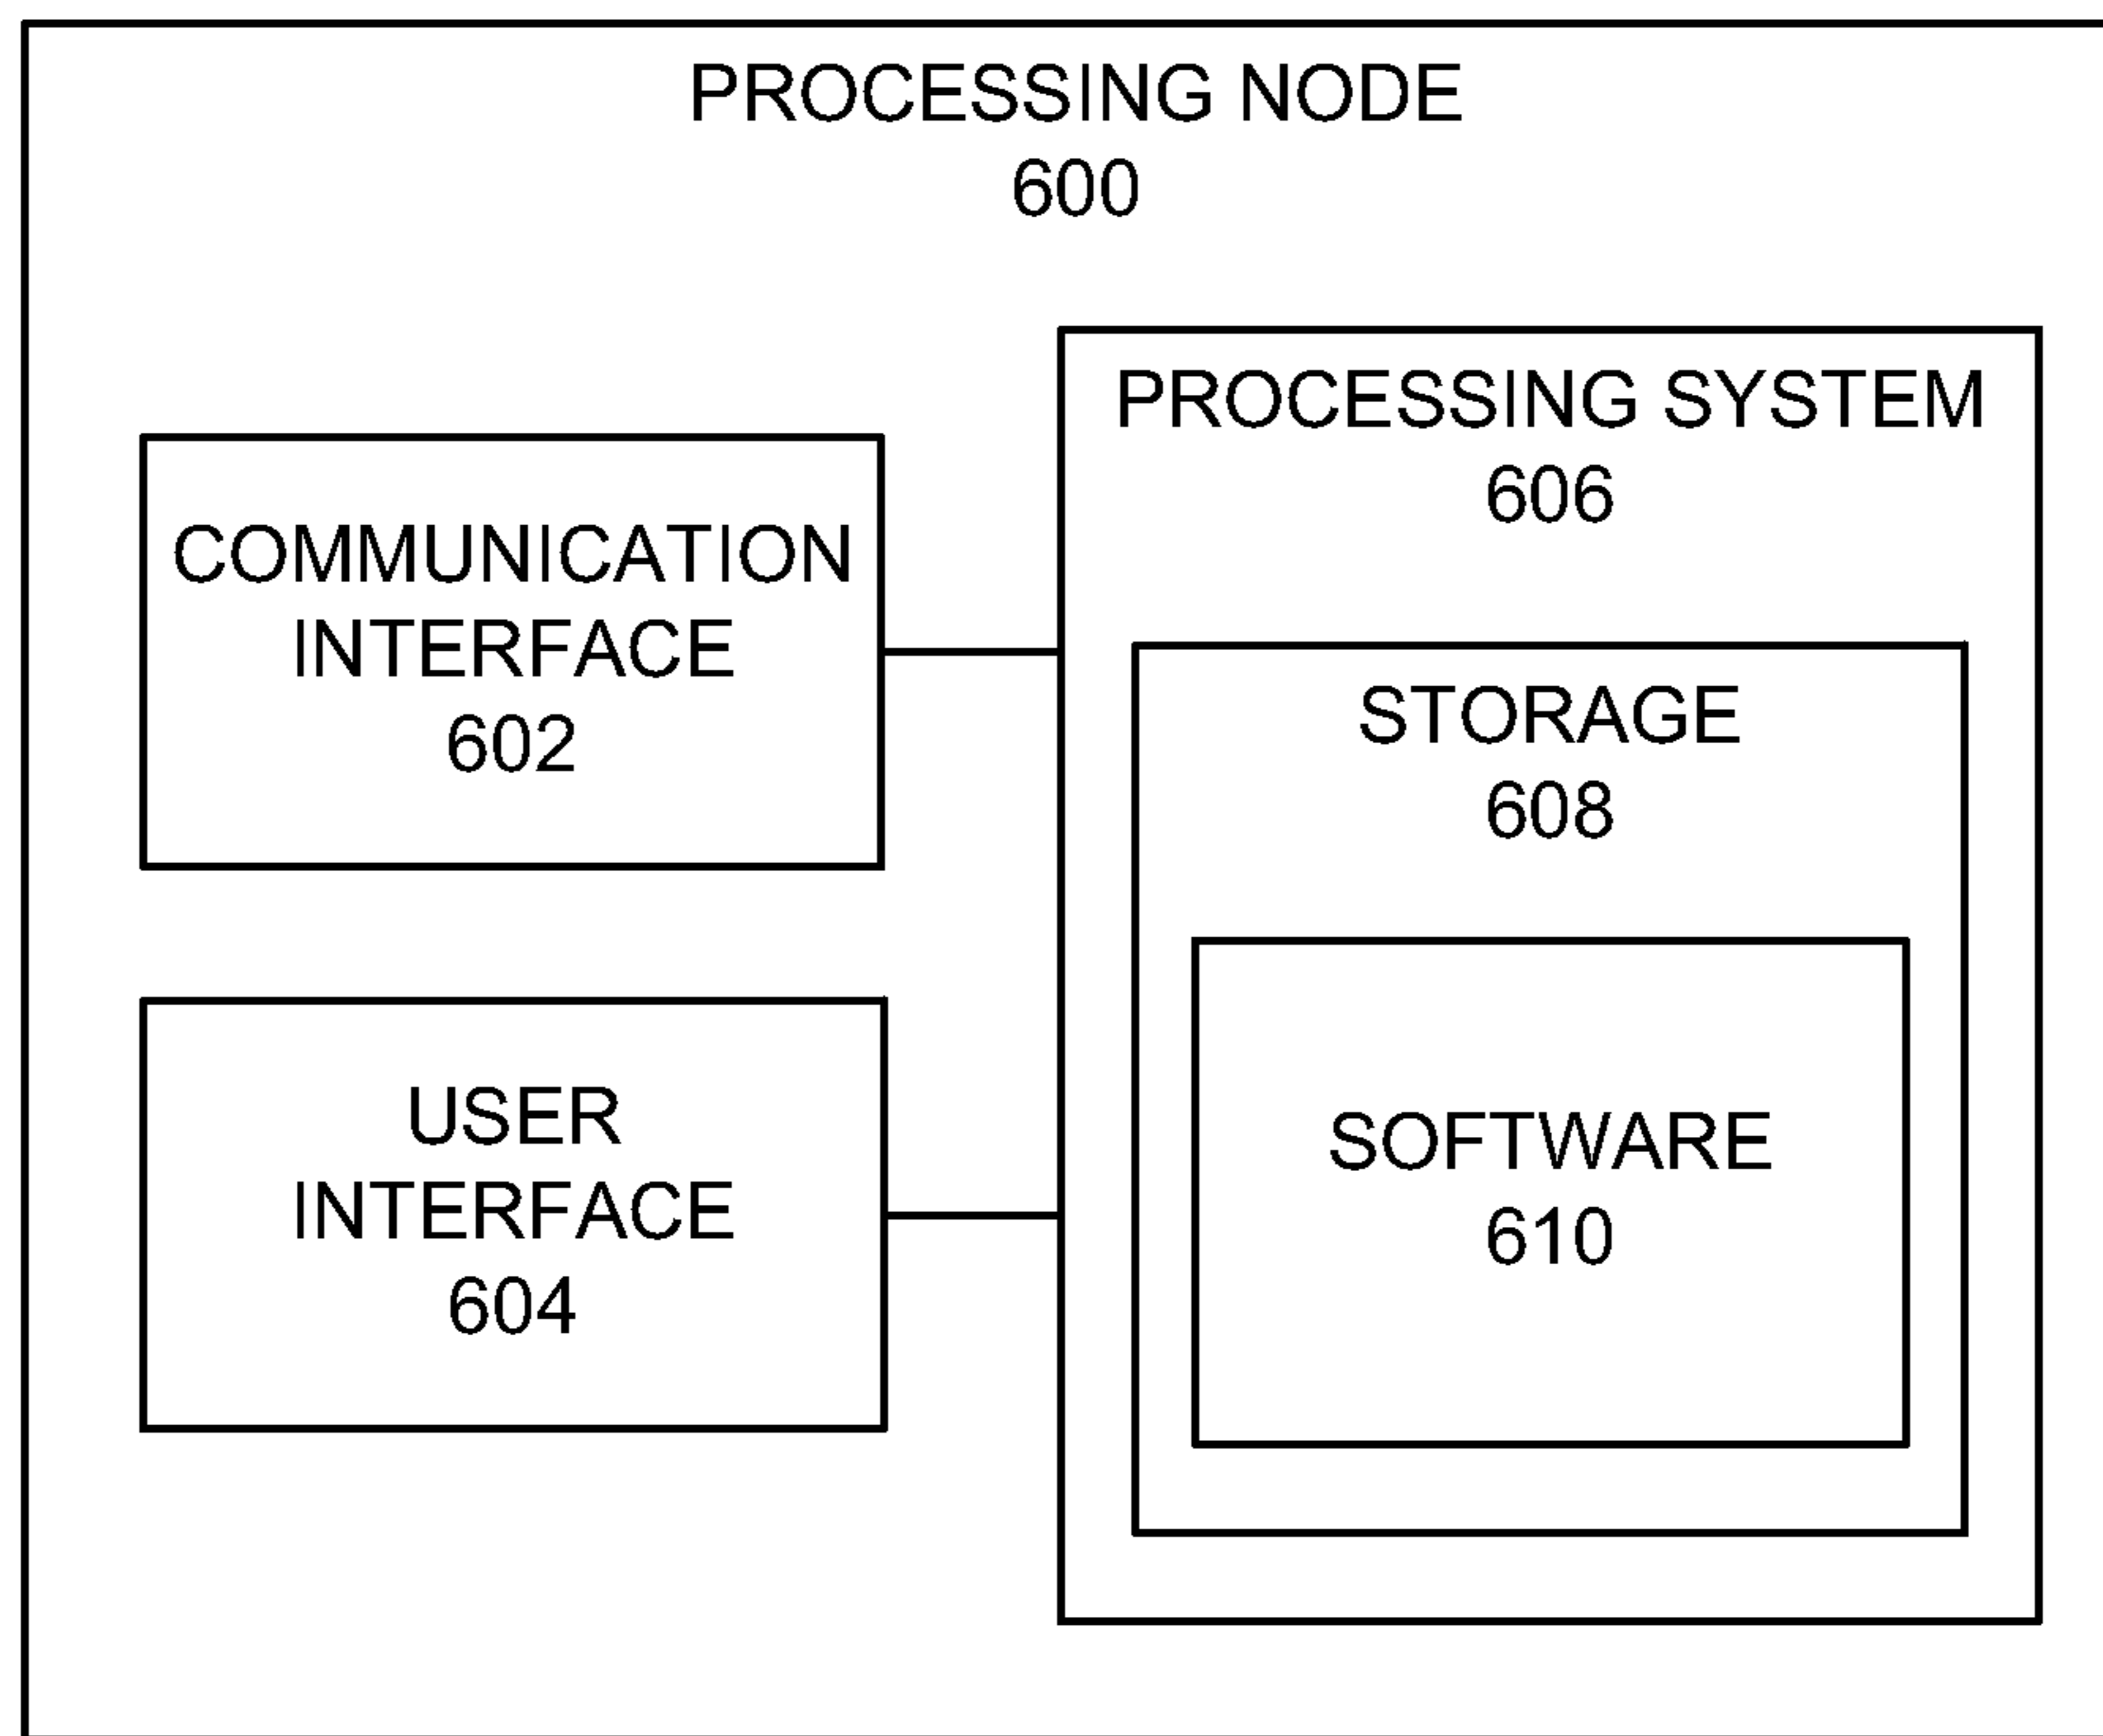 PROCESSING NODE
600
PROCESSING SYSTEM
606
COMMUNICATION
INTERFACE
602
STORAGE
608
USER
INTERFACE
604
SOFTWARE
610